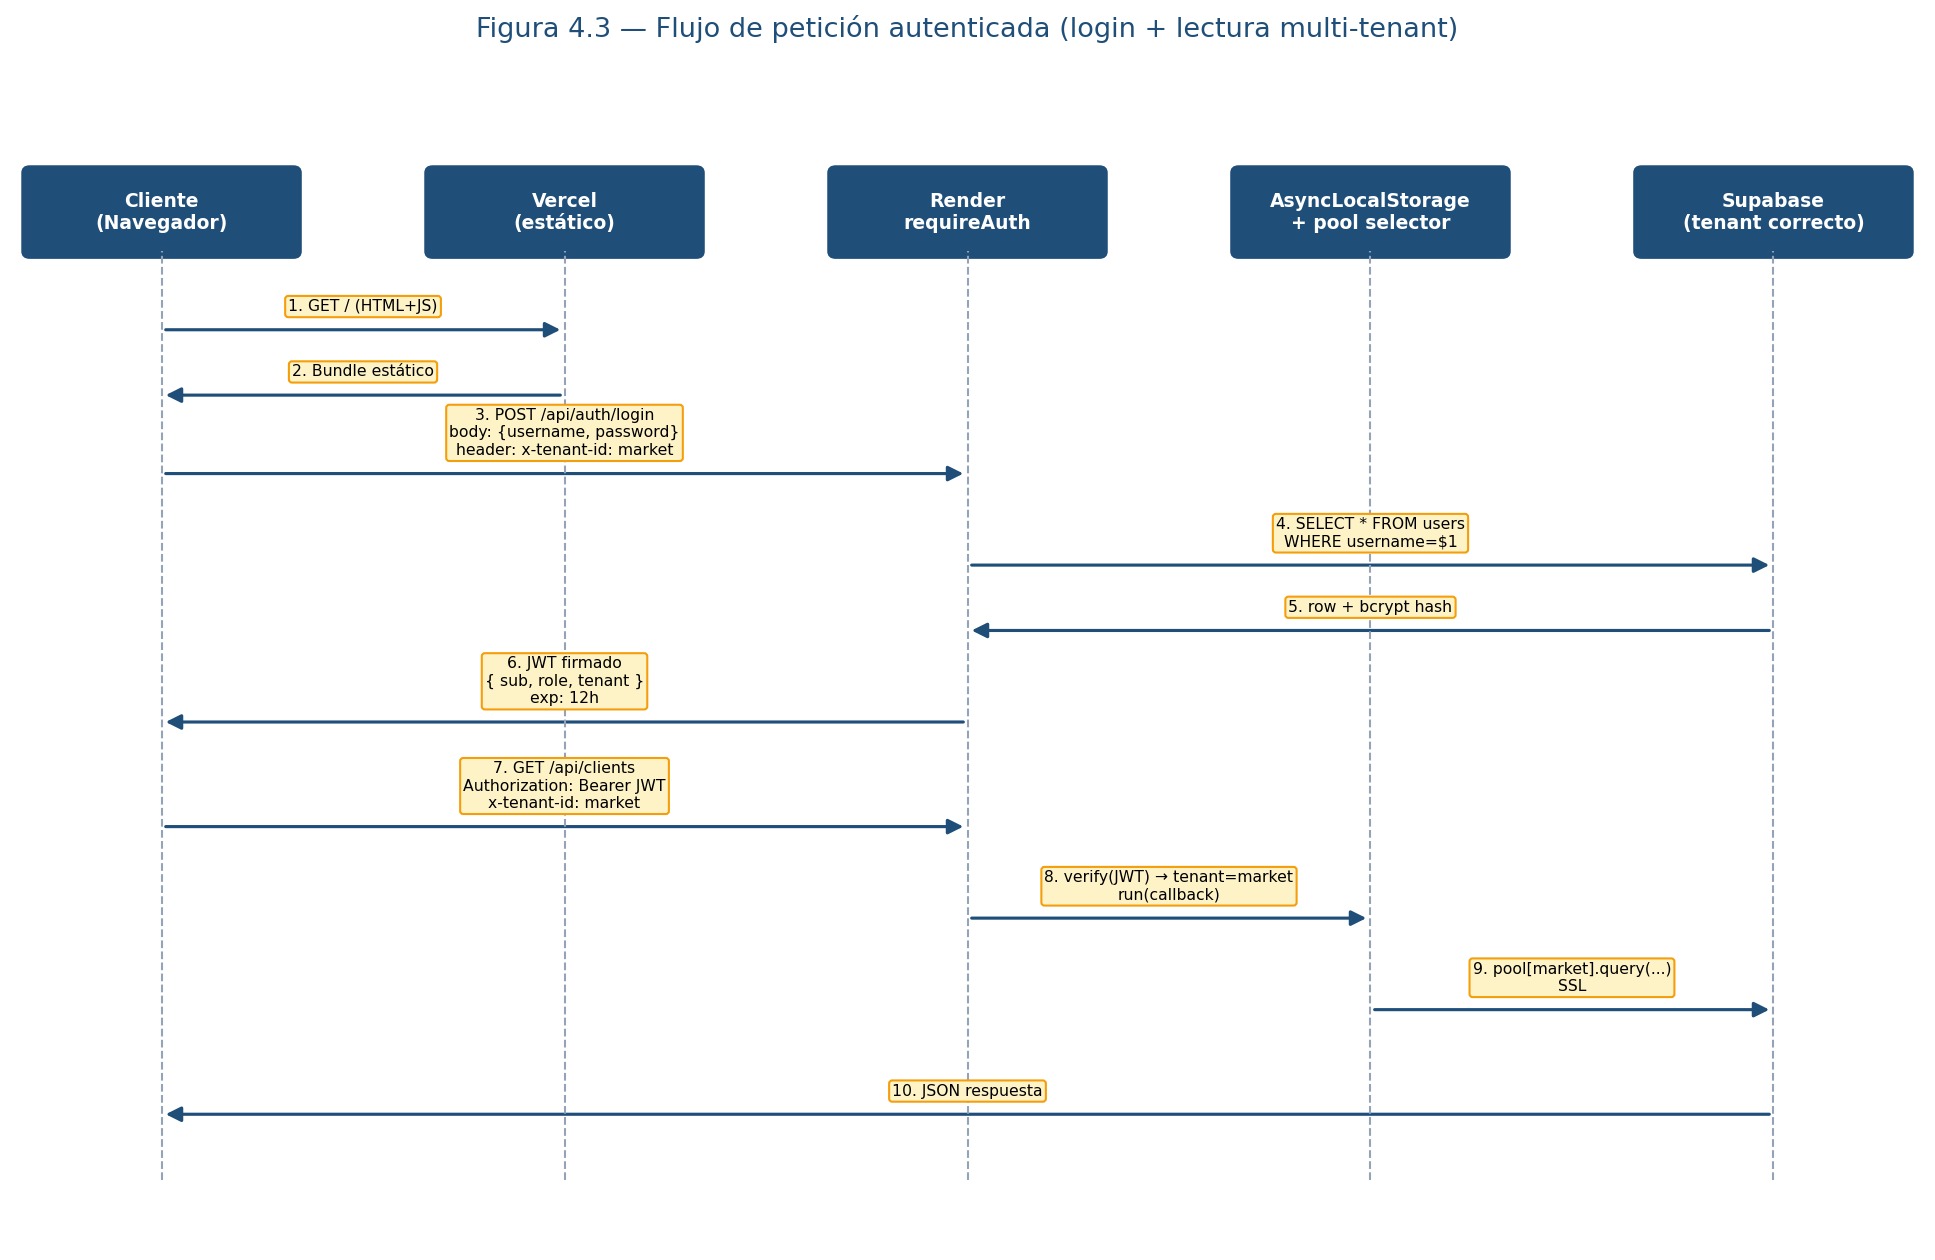 Figura 4.3 — Flujo de petición autenticada (login + lectura multi-tenant)
Cliente
(Navegador)
Vercel
(estático)
Render
requireAuth
AsyncLocalStorage
+ pool selector
Supabase
(tenant correcto)
1. GET / (HTML+JS)
2. Bundle estático
3. POST /api/auth/login
body: {username, password}
header: x-tenant-id: market
4. SELECT * FROM users
WHERE username=$1
5. row + bcrypt hash
6. JWT firmado
{ sub, role, tenant }
exp: 12h
7. GET /api/clients
Authorization: Bearer JWT
x-tenant-id: market
8. verify(JWT) → tenant=market
run(callback)
9. pool[market].query(...)
SSL
10. JSON respuesta